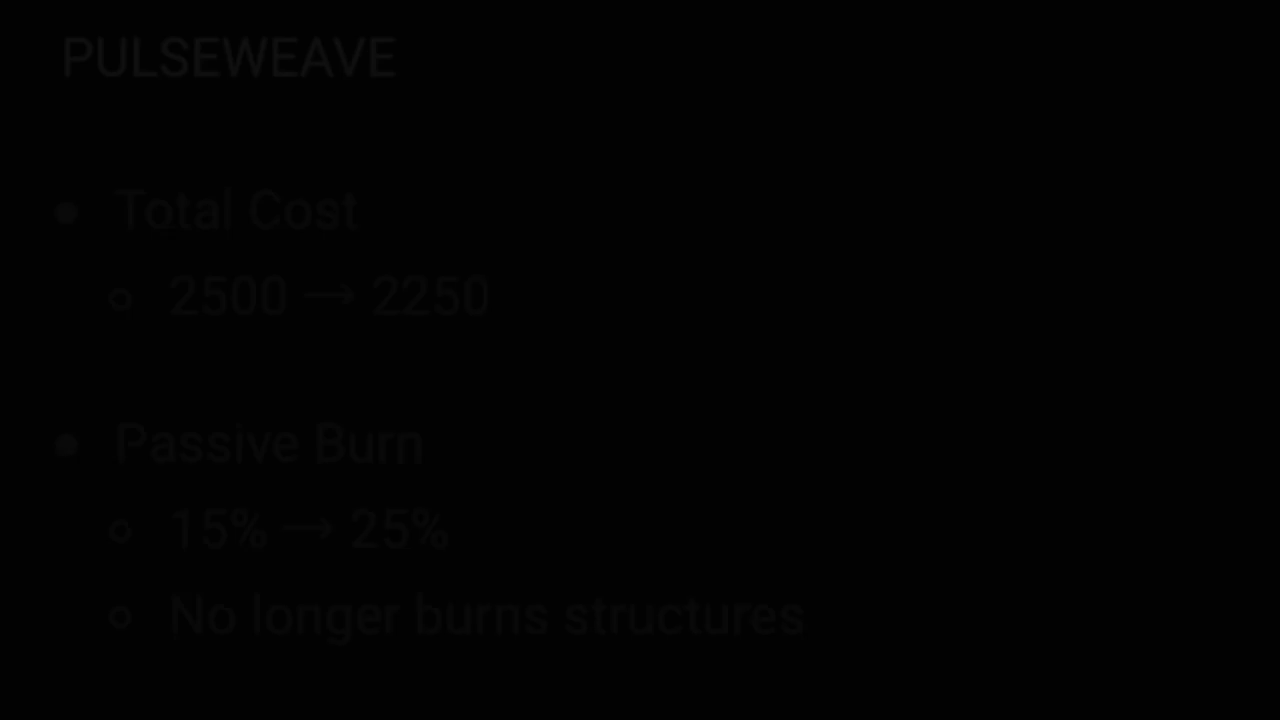 PULSEWEAVE
● Total Cost
○ 2500 → 2250
● Passive Burn
○ 15% → 25%
○ No longer burns structures